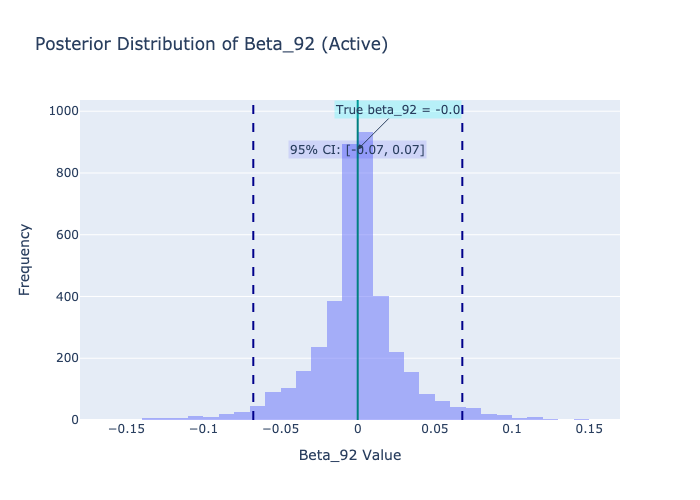 Posterior Distribution of Beta_92 (Active)
1000
True beta_92 = -0.0
95% CI: [-0.07, 0.07]
800
600
Frequency
400
200
0
−0.15
−0.1
−0.05
0
0.05
0.1
0.15
Beta_92 Value